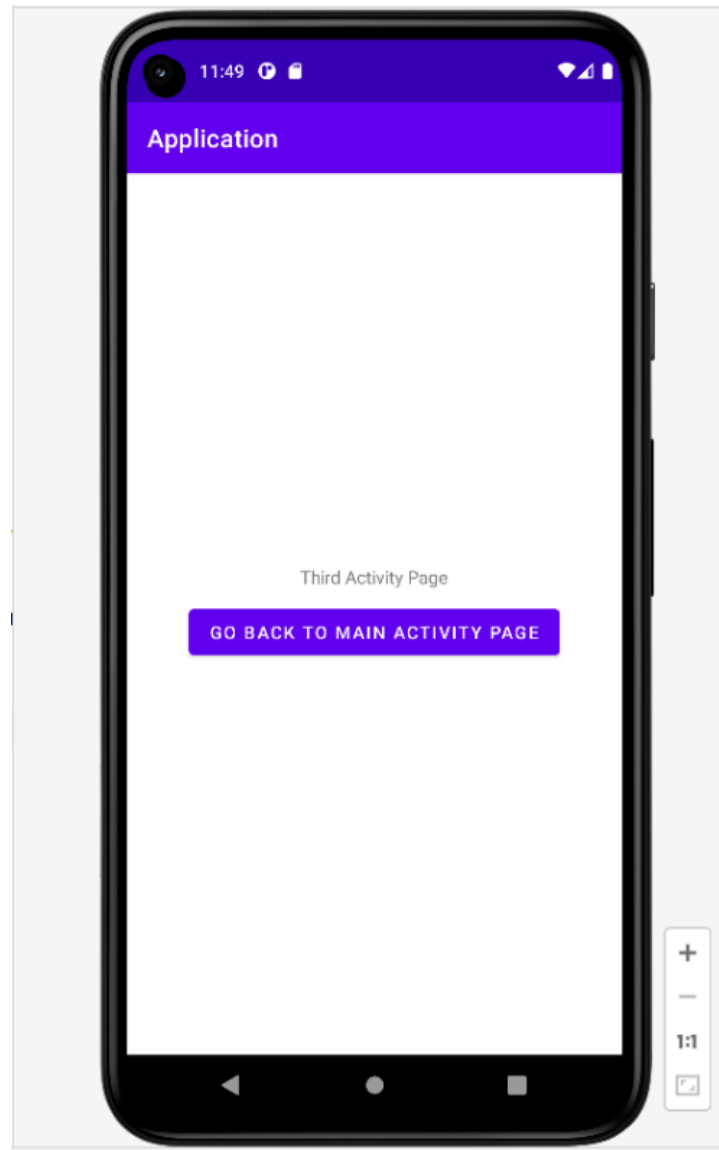 11:49
Application
Third Activity Page
GO BACK TO MAIN ACTIVITY PAGE
1:1